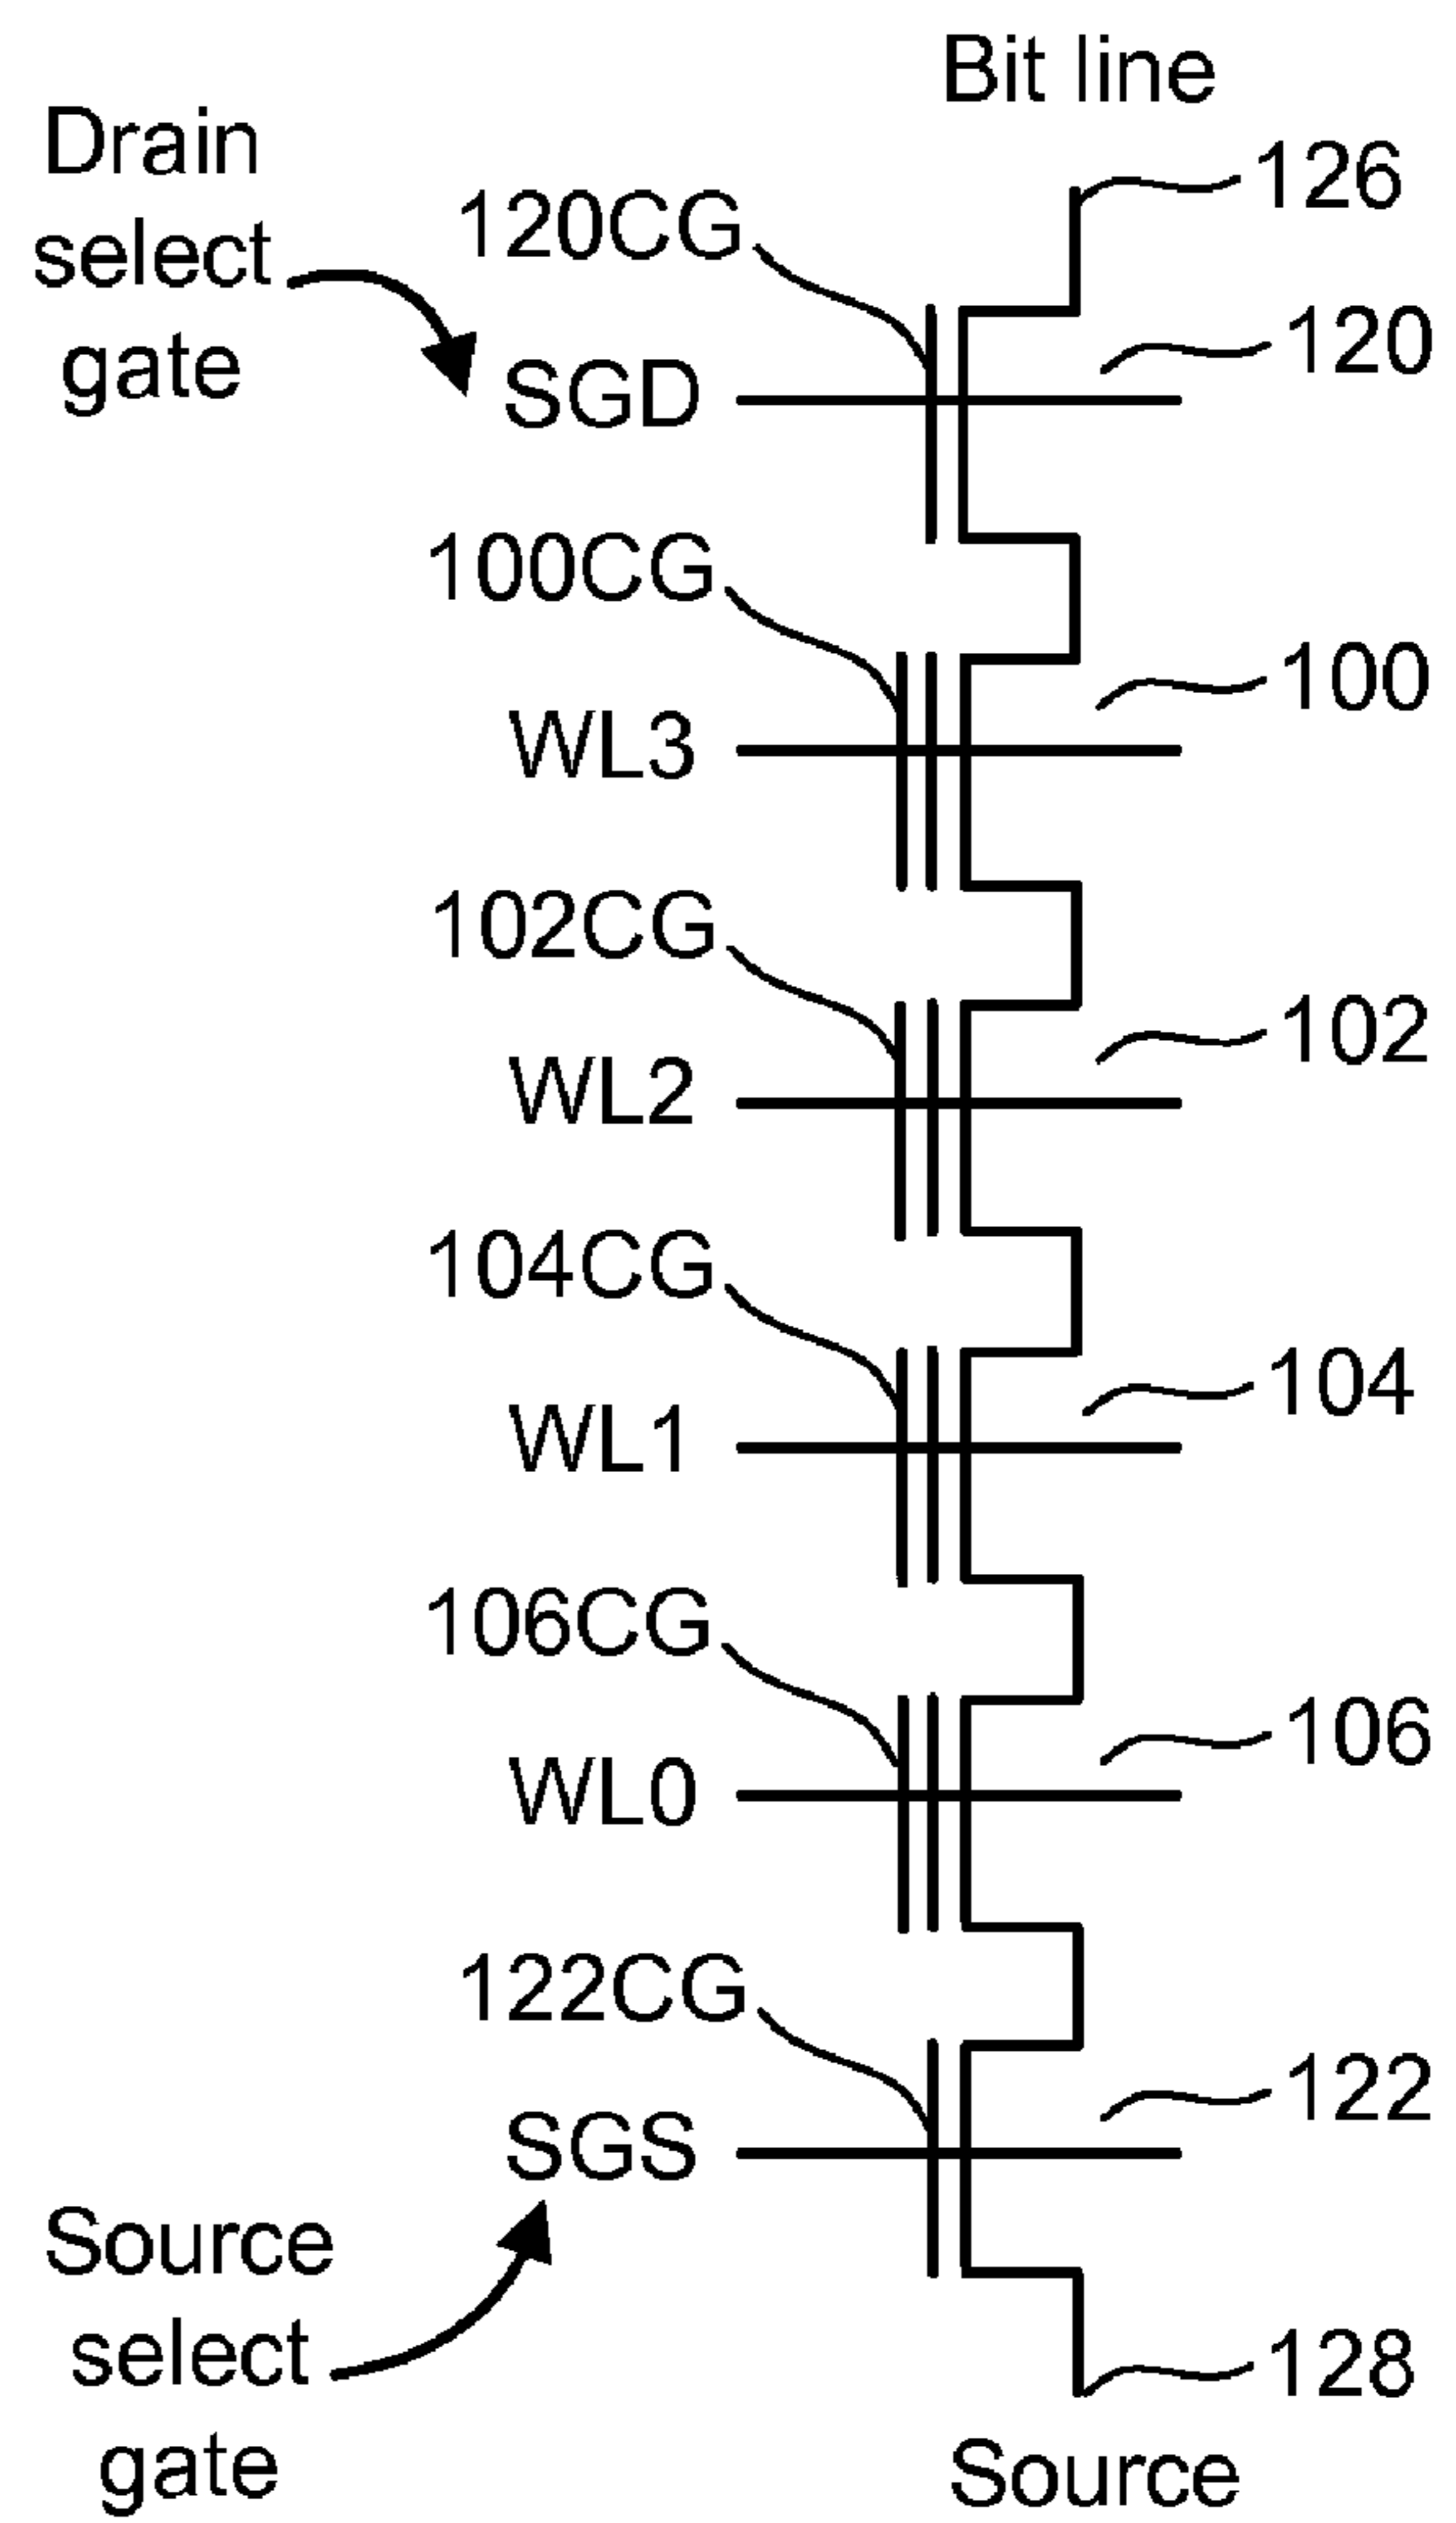 Bit line
126
Drain
select
gate
120CG
120
SGD
100CG
100
WL3
102CG
102
WL2
104CG
104
WL1
106CG
106
WL0
122CG
122
SGS
Source
select
gate
128
Source